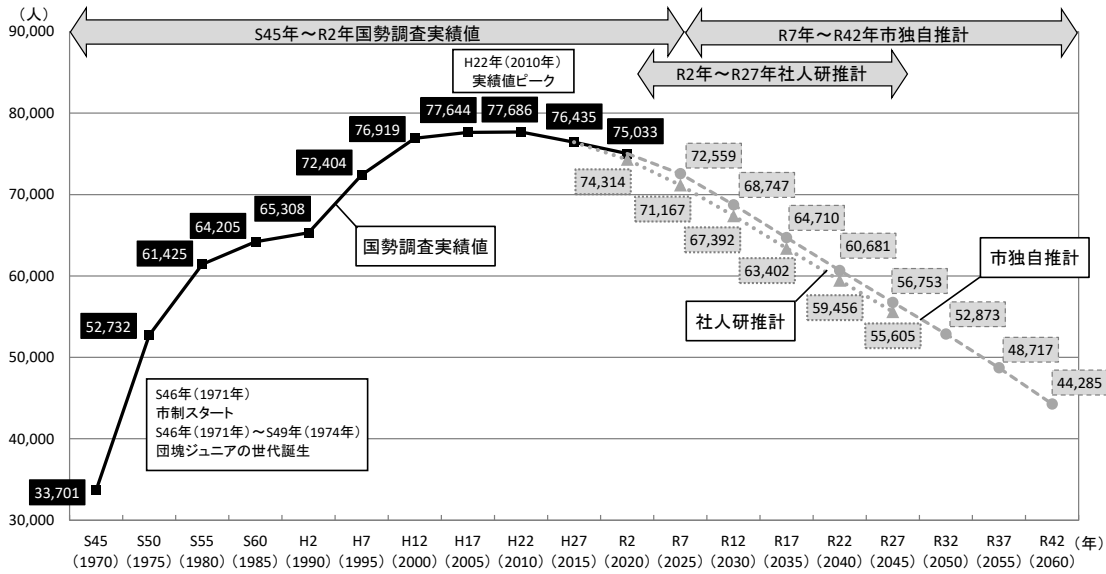 (人)
90,000
80,000
70,000
60,000
50,000
40,000
30,000
S45年～R2年国勢調査実績値
R7年～R42年市独自推計
R2年～R27年社人研推計
H22年(2010年)
実績値ピーク
33,701
52,732
61,425
64,205
65,308
72,404
76,919
77,644
77,686
76,435
75,033
72,559
68,747
64,710
60,681
56,753
52,873
48,717
44,285
74,314
71,167
67,392
63,402
59,456
55,605
国勢調査実績値
社人研推計
市独自推計
S46年(1971年)
市制スタート
S46年(1971年)～S49年(1974年)
団塊ジュニアの世代誕生
S45 S50 S55 S60 H2 H7 H12 H17 H22 H27 R2 R7 R12 R17 R22 R27 R32 R37 R42 (年)
(1970) (1975) (1980) (1985) (1990) (1995) (2000) (2005) (2010) (2015) (2020) (2025) (2030) (2035) (2040) (2045) (2050) (2055) (2060)